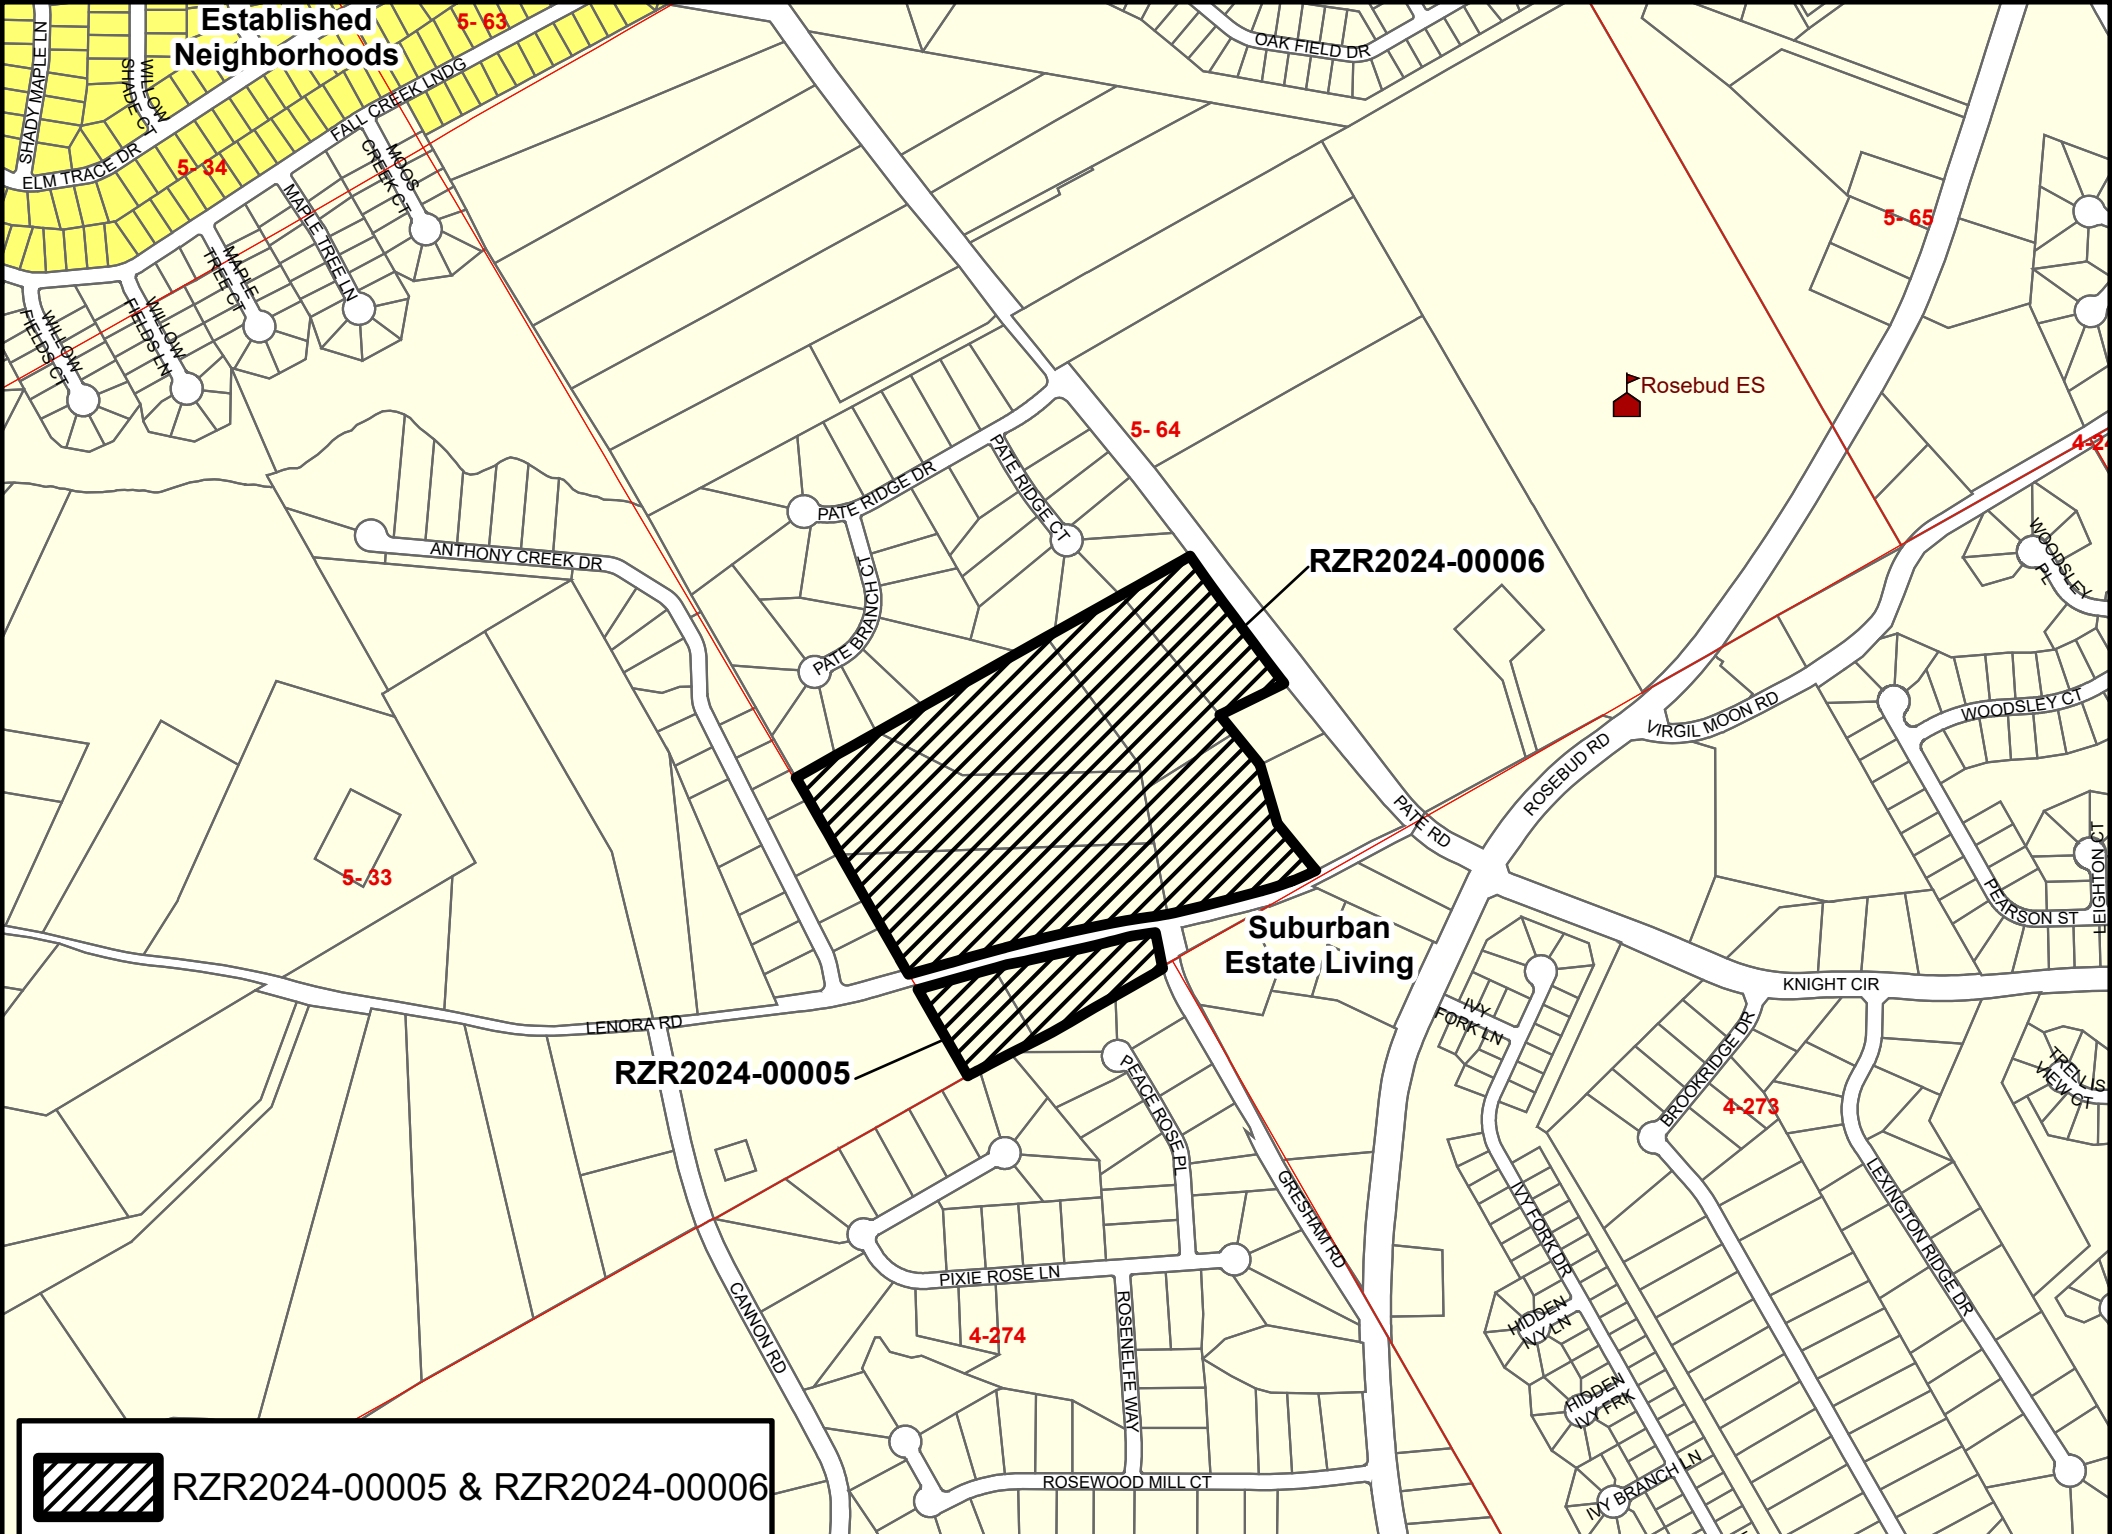 Established
Neighborhoods
5- 63
OAK FIELD DR
SHADY MAPLE LN
WILLOW
SHADE CT
FALL CREEK LNDG
ELM TRACE DR
5- 34
MOOS
CREEK CT
MAPLE TREE LN
MAPLE
TREE CT
WILLOW
FIELDS LN
WILLOW
FIELDS CT
5- 65
Rosebud ES
5- 64
4-24
PATE RIDGE DR
PATE RIDGE CT
ANTHONY CREEK DR
PATE BRANCH CT
RZR2024-00006
WOODSLEY
PL
WOODSLEY CT
VIRGIL MOON RD
ROSEBUD RD
PATE RD
5- 33
PEARSON ST
LEIGHTON CT
Suburban
Estate Living
KNIGHT CIR
IVY
FORK LN
LENORA RD
RZR2024-00005
PEACE ROSE PL
BROOKRIDGE DR
4-273
TRELLIS
VIEW CT
GRESHAM RD
IVY FORK DR
LEXINGTON RIDGE DR
PIXIE ROSE LN
CANNON RD
ROSENELFE WAY
4-274
HIDDEN
IVY LN
HIDDEN
IVY FRK
IVY BRANCH LN
ROSEWOOD MILL CT
RZR2024-00005 & RZR2024-00006